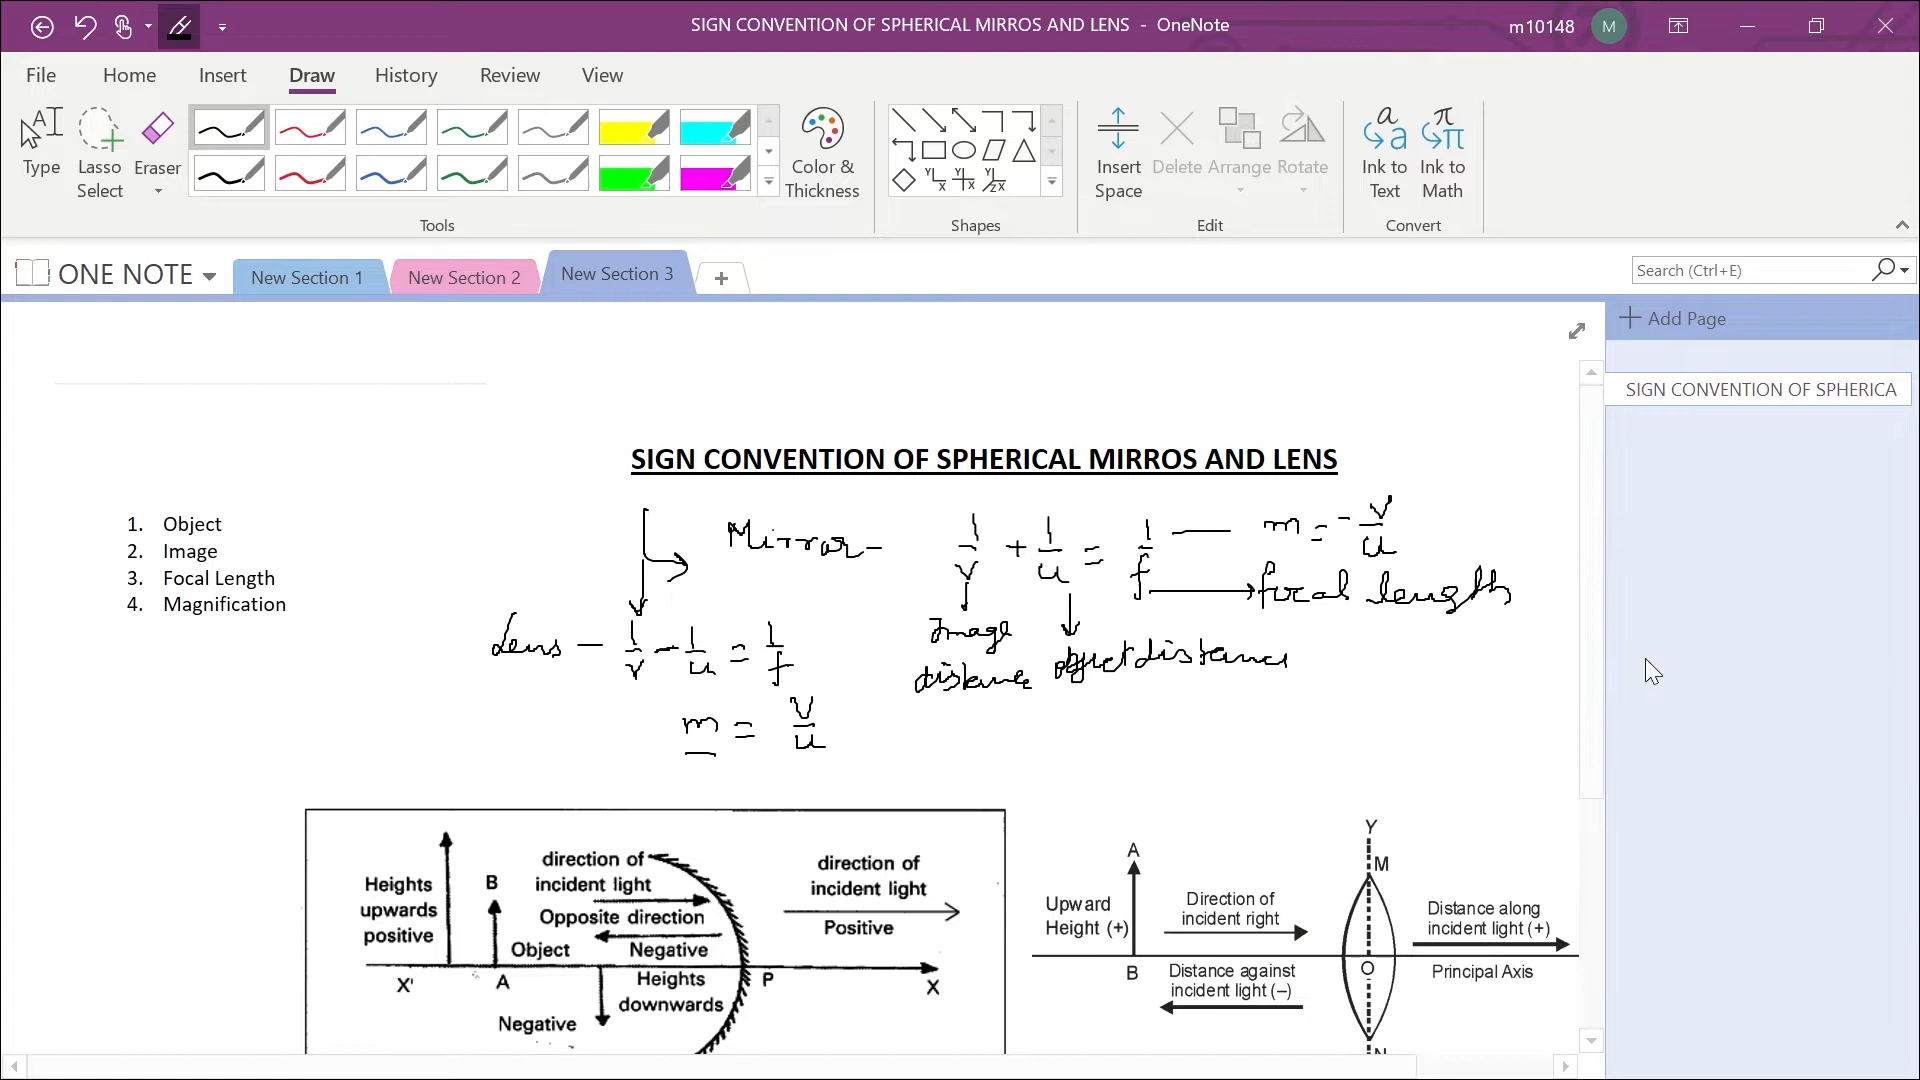 SIGN CONVENTION OF SPHERICAL MIRROS AND LENS - OneNote
m10148
M
File Home Insert Draw History Review View
Type
Lasso Select
Eraser
Color & Thickness
Insert Space
Delete
Arrange
Rotate
Ink to Text
Ink to Math
Tools
Shapes
Edit
Convert
ONE NOTE
New Section 1
New Section 2
New Section 3
Search (Ctrl+E)
Add Page
SIGN CONVENTION OF SPHERICA
SIGN CONVENTION OF SPHERICAL MIRROS AND LENS
1. Object
2. Image
3. Focal Length
4. Magnification
Mirror - 1/v + 1/u = 1/f — m = - v/u
focal length
Image distance
object distance
Lens - 1/v - 1/u = 1/f
m = v/u
Heights upwards positive
B
direction of incident light
Opposite direction
Object
Negative
X'
A
Heights downwards
Negative
P
X
direction of incident light
Positive
A
Upward Height (+)
B
Direction of incident right
Distance against incident light (–)
Y
M
O
Distance along incident light (+)
Principal Axis
N